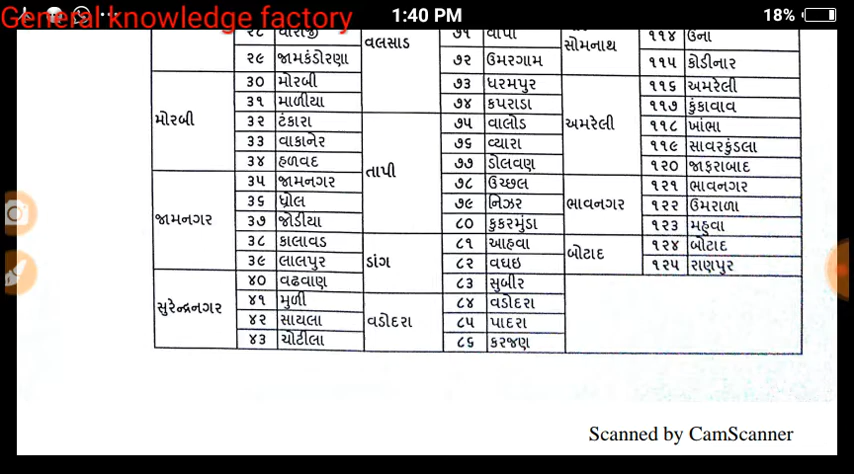 General knowledge factory
1:40 PM
18%
૨૮ ધોરાજી
૨૯ જામકંડોરણા
મોરબી
૩૦ મોરબી
૩૧ માળીયા
૩૨ ટંકારા
૩૩ વાકાનેર
૩૪ હળવદ
જામનગર
૩૫ જામનગર
૩૬ ધ્રોલ
૩૭ જોડીયા
૩૮ કાલાવડ
૩૯ લાલપુર
સુરેન્દ્રનગર
૪૦ વઢવાણ
૪૧ મુળી
૪૨ સાયલા
૪૩ ચોટીલા
વલસાડ
૭૧ વાપી
૭૨ ઉમરગામ
૭૩ ધરમપુર
૭૪ કપરાડા
તાપી
૭૫ વાલોડ
૭૬ વ્યારા
૭૭ ડોલવણ
૭૮ ઉચ્છલ
૭૯ નિઝર
૮૦ કુકરમુંડા
ડાંગ
૮૧ આહવા
૮૨ વઘઇ
૮૩ સુબીર
વડોદરા
૮૪ વડોદરા
૮૫ પાદરા
૮૬ કરજણ
સોમનાથ
૧૧૪ ઉના
૧૧૫ કોડીનાર
અમરેલી
૧૧૬ અમરેલી
૧૧૭ કુંકાવાવ
૧૧૮ ખાંભા
૧૧૯ સાવરકુંડલા
૧૨૦ જાફરાબાદ
ભાવનગર
૧૨૧ ભાવનગર
૧૨૨ ઉમરાળા
૧૨૩ મહુવા
બોટાદ
૧૨૪ બોટાદ
૧૨૫ રાણપુર
Scanned by CamScanner